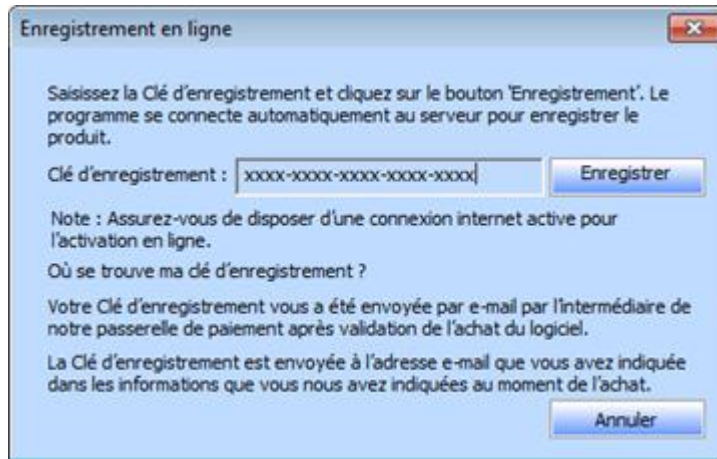 Enregistrement en ligne
Saisissez la Clé d'enregistrement et cliquez sur le bouton 'Enregistrement'. Le
programme se connecte automatiquement au serveur pour enregistrer le
produit.
Clé d'enregistrement : xxxx-xxxx-xxxx-xxxx-xxxx Enregistrer
Note : Assurez-vous de disposer d'une connexion internet active pour
l'activation en ligne.
Où se trouve ma clé d'enregistrement ?
Votre Clé d'enregistrement vous a été envoyée par e-mail par l'intermédiaire de
notre passerelle de paiement après validation de l'achat du logiciel.
La Clé d'enregistrement est envoyée à l'adresse e-mail que vous avez indiquée
dans les informations que vous nous avez indiquées au moment de l'achat.
Annuler